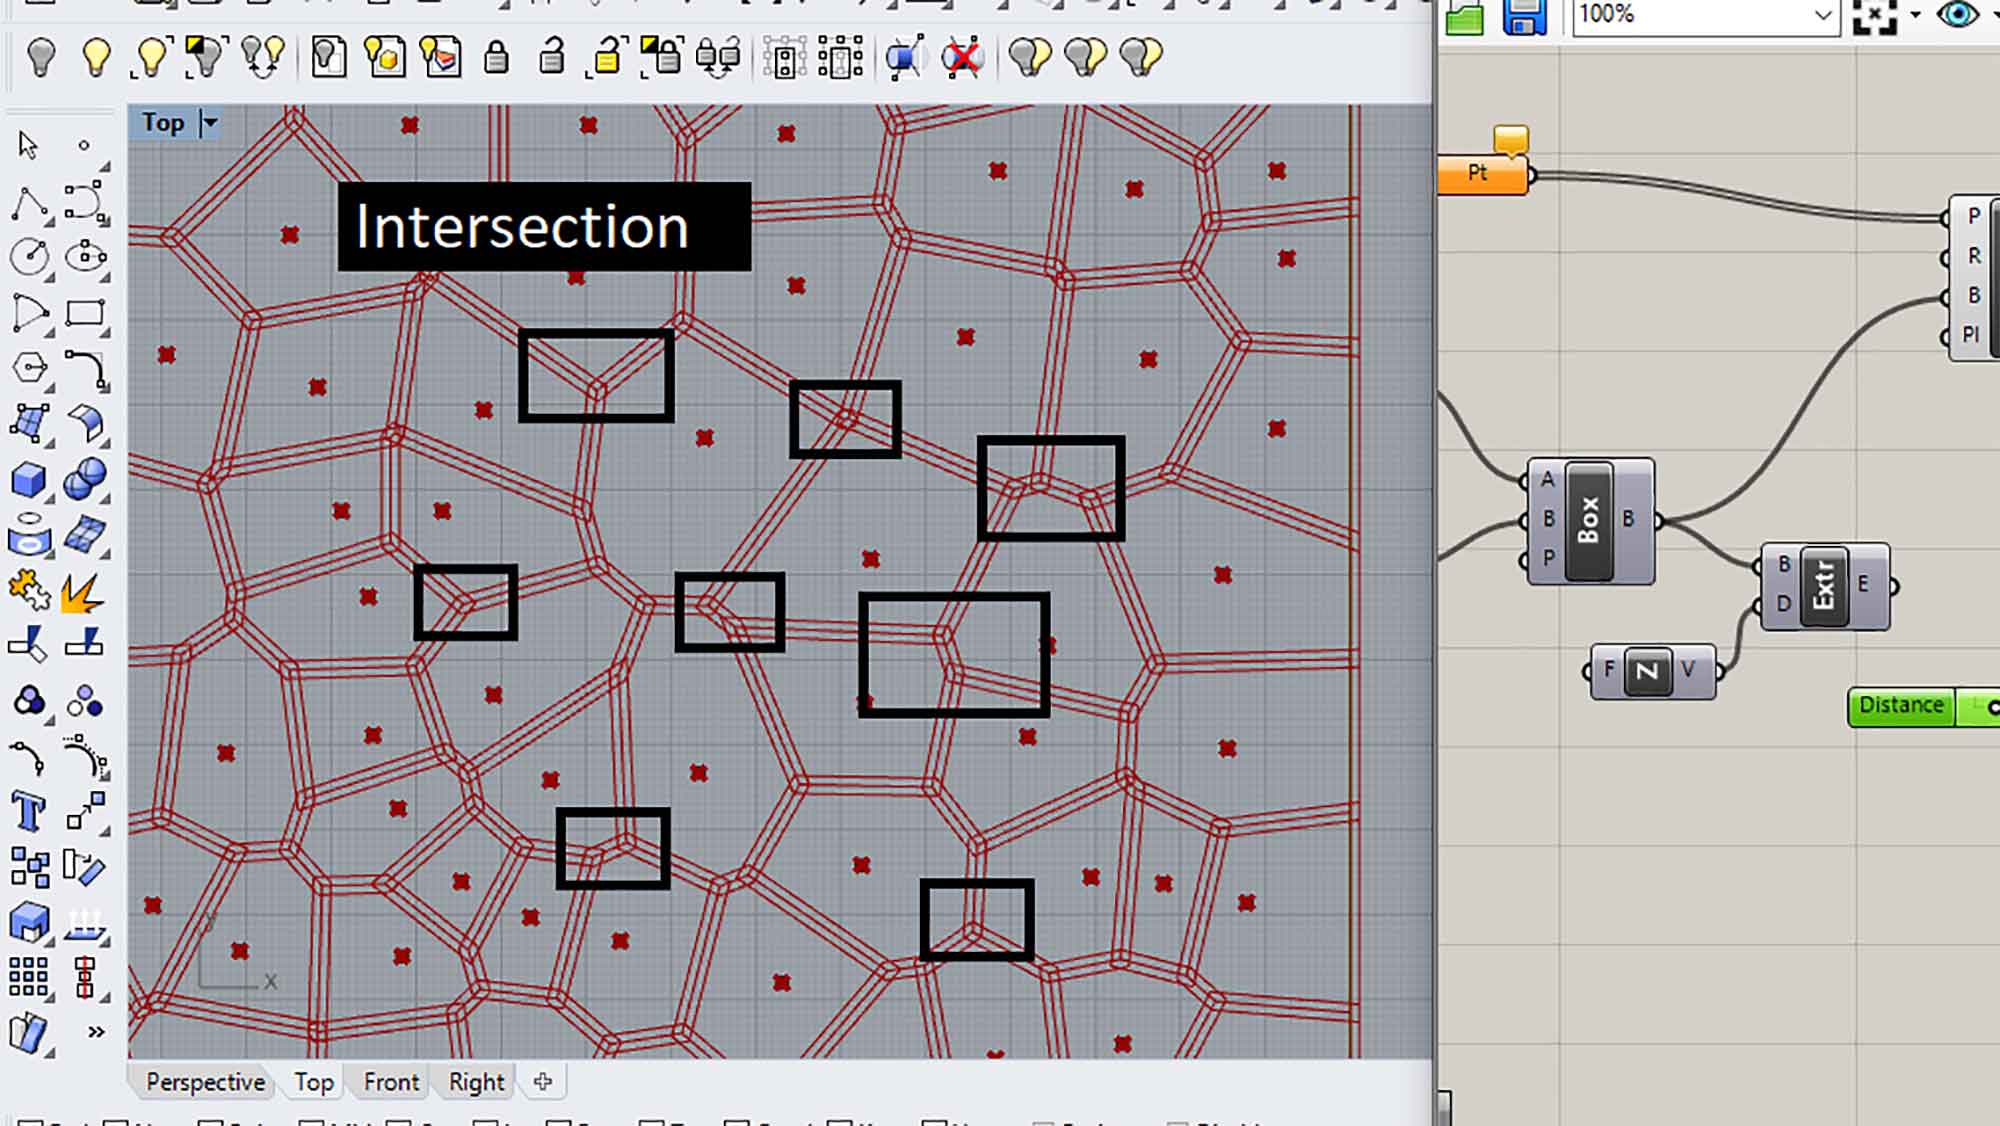 100%
Top
Intersection
Pt
P
R
B
Pl
A
B
P
Box
B
B
D
Extr
E
F
Z
V
Distance
y
x
Perspective
Top
Front
Right